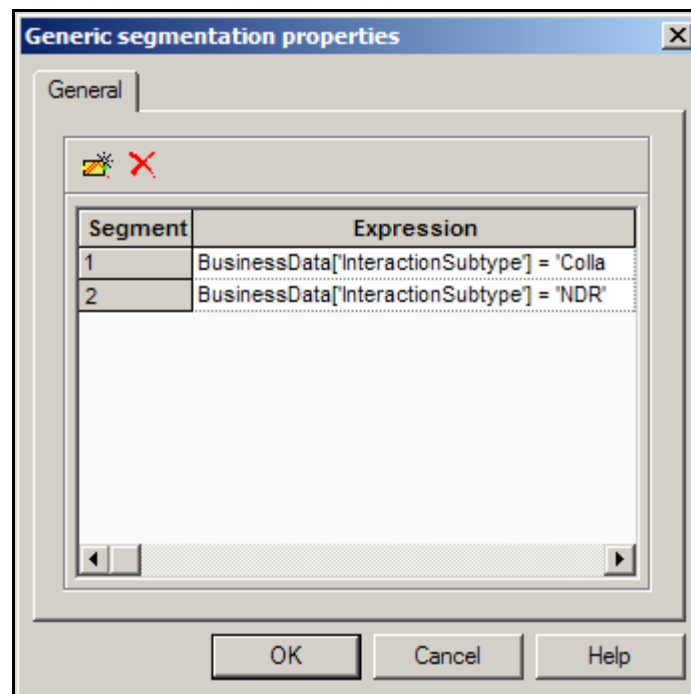 Generic segmentation properties
General
Segment Expression
1 BusinessData['InteractionSubtype'] = 'Colla
2 BusinessData['InteractionSubtype'] = 'NDR'
OK Cancel Help